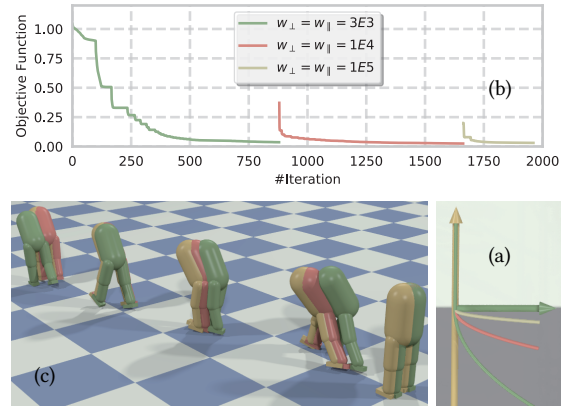 1.00
0.75
0.50
0.25
0.00
Objective Function
w⊥ = w∥ = 3E3
w⊥ = w∥ = 1E4
w⊥ = w∥ = 1E5
(b)
0 250 500 750 1000 1250 1500 1750 2000
#Iteration
(a)
(c)